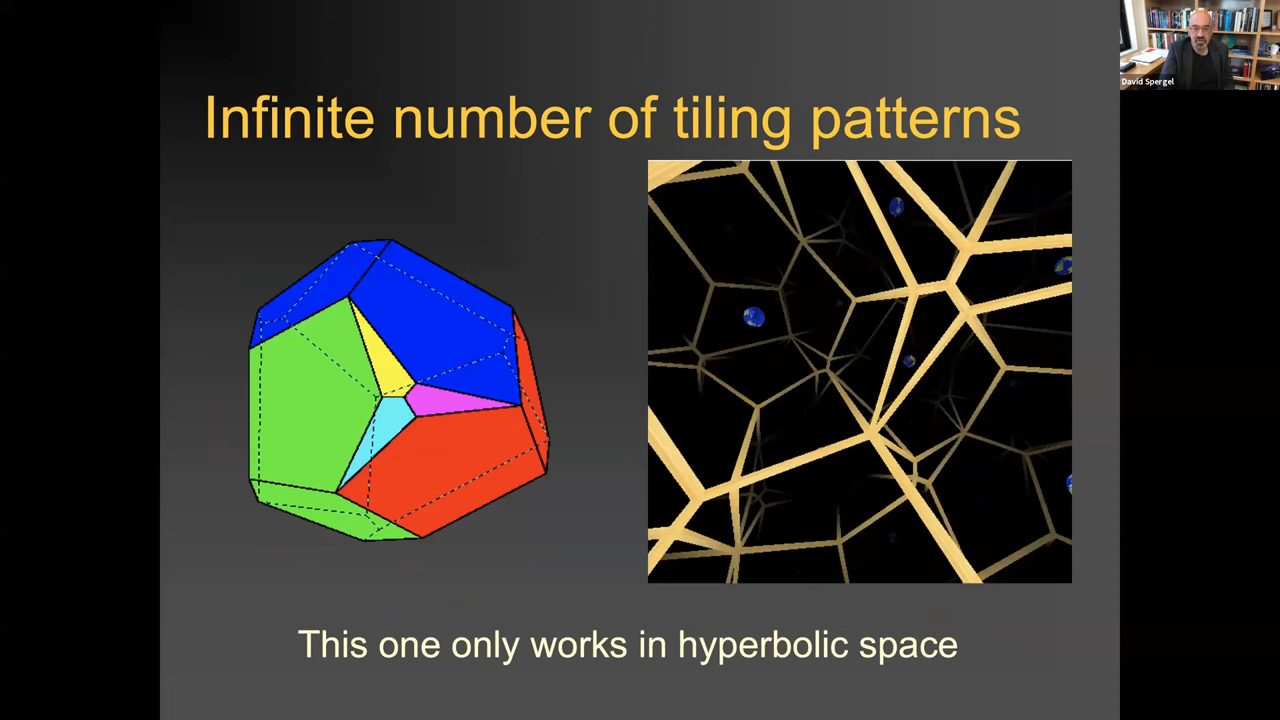 David Spergel
Infinite number of tiling patterns
This one only works in hyperbolic space